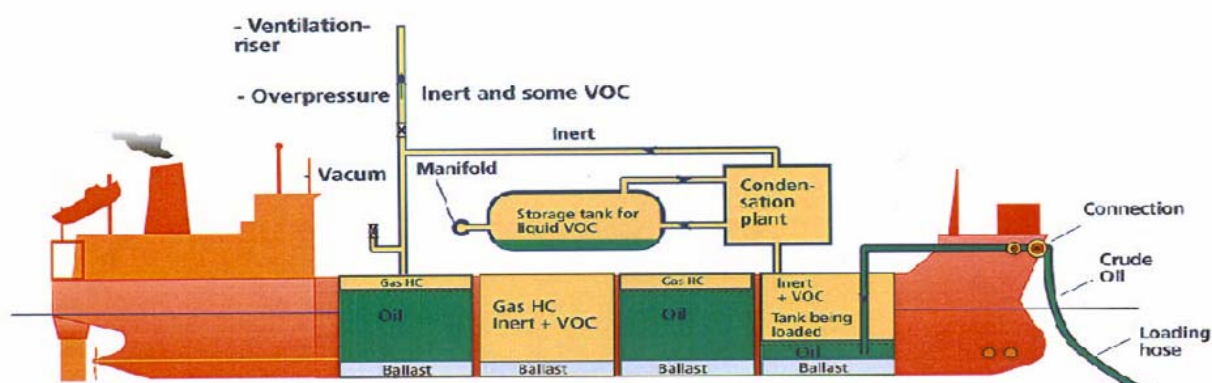 - Ventilation-
riser
- Overpressure
Inert and some VOC
Inert
- Vacum
Manifold
Storage tank for
liquid VOC
Conden-
sation
plant
Connection
Crude
Oil
Loading
hose
Gas HC
Oil
Ballast
Gas HC
Inert + VOC
Ballast
Gas HC
Oil
Ballast
Inert
+ VOC
Tank being
loaded
Oil
Ballast